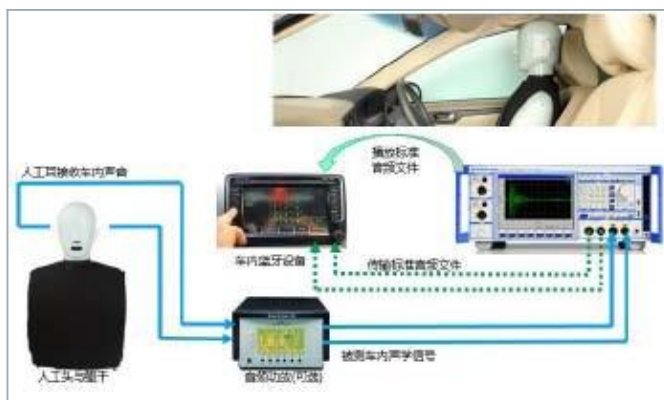 播放标准
音频文件
人工耳接收车内声音
车内蓝牙设备
传输标准音频文件
被测车内声学信号
人工头与躯干
音频功放(可选)